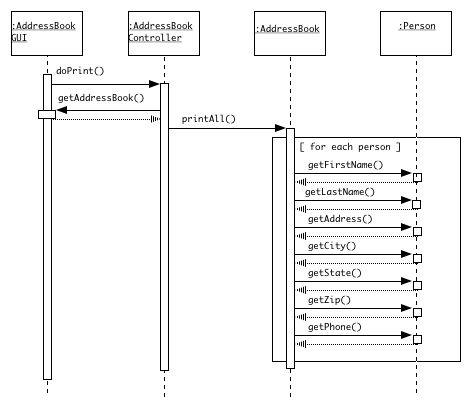 :AddressBook
GUI
:AddressBook
Controller
:AddressBook
:Person
doPrint()
getAddressBook()
printAll()
[ for each person ]
getFirstName()
getLastName()
getAddress()
getCity()
getState()
getZip()
getPhone()